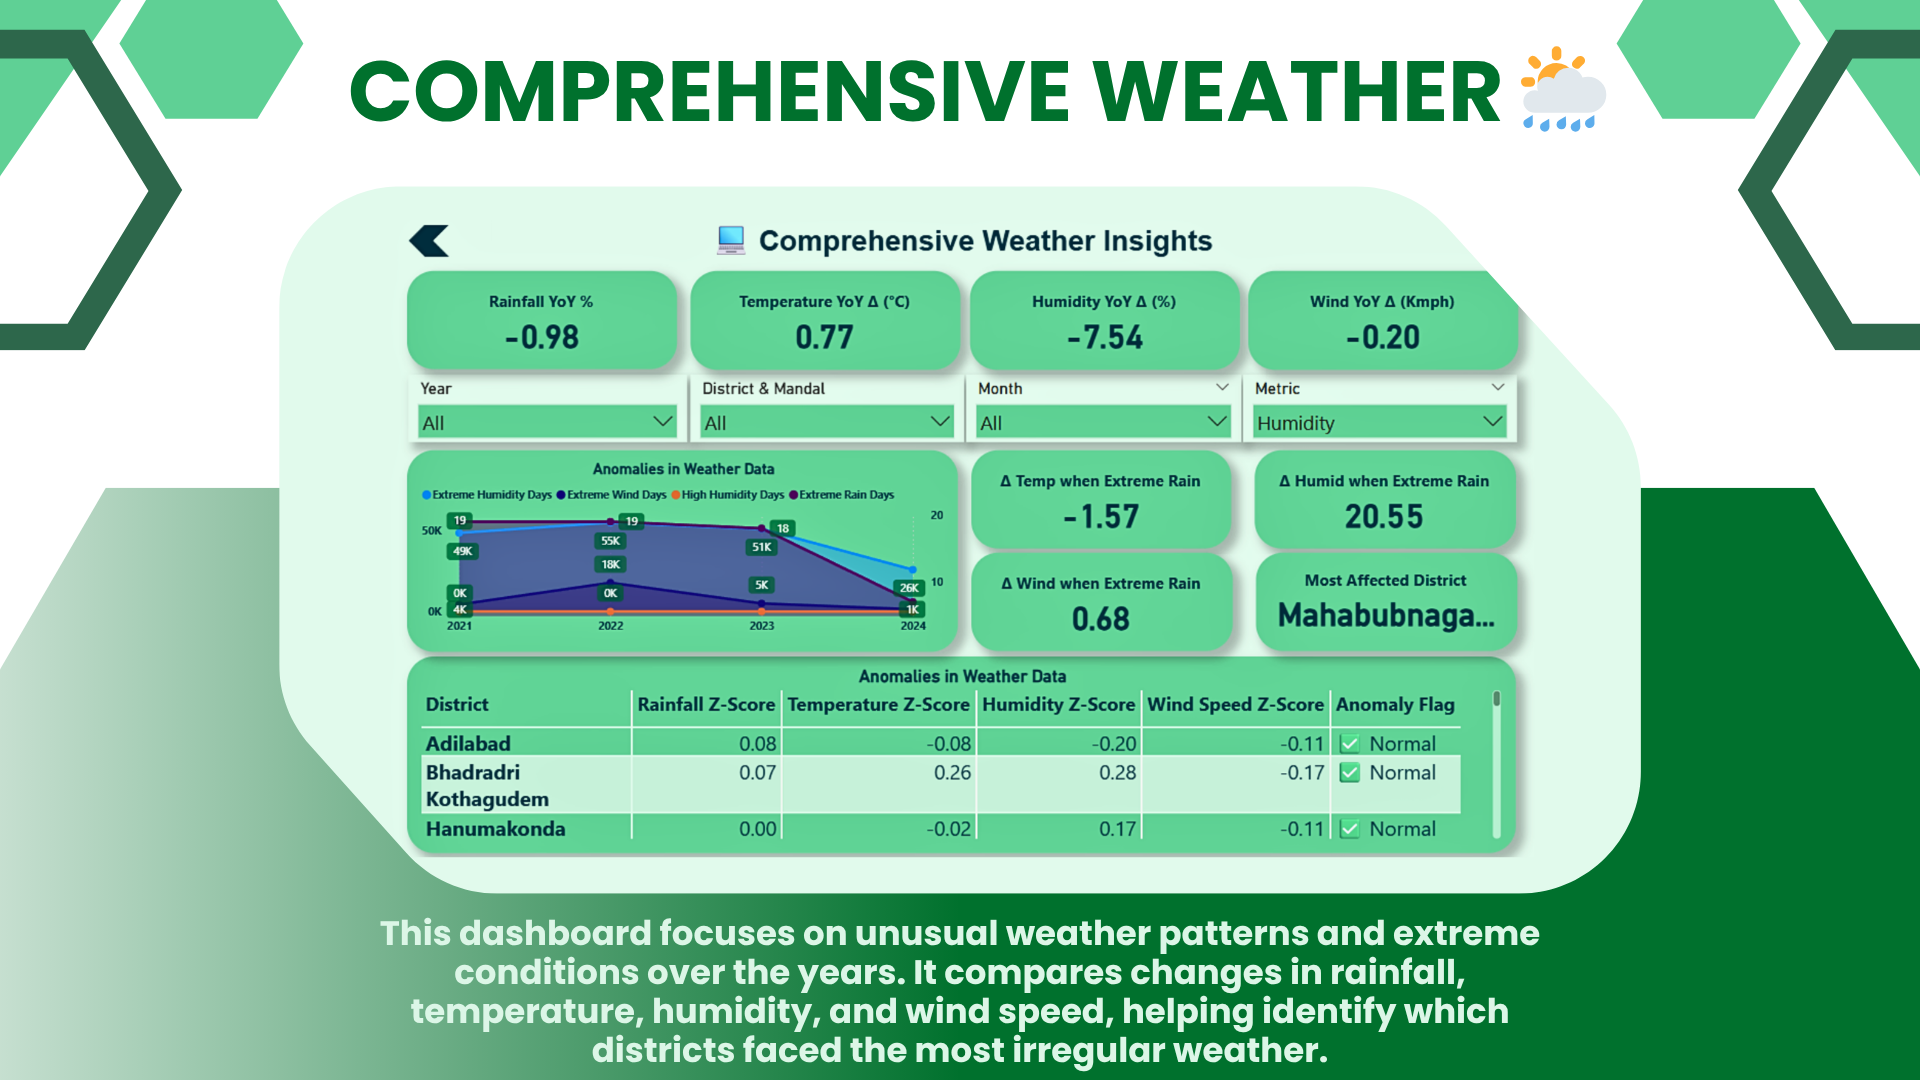 COMPREHENSIVE WEATHER
Comprehensive Weather Insights
Rainfall YoY %
-0.98
Temperature YoY Δ (°C)
0.77
Humidity YoY Δ (%)
-7.54
Wind YoY Δ (Kmph)
-0.20
Year
All
District & Mandal
All
Month
All
Metric
Humidity
Anomalies in Weather Data
Extreme Humidity Days Extreme Wind Days High Humidity Days Extreme Rain Days
50K
0K
20
10
19
49K
0K
4K
19
55K
18K
0K
18
51K
5K
26K
1K
2021 2022 2023 2024
Δ Temp when Extreme Rain
-1.57
Δ Humid when Extreme Rain
20.55
Δ Wind when Extreme Rain
0.68
Most Affected District
Mahabubnaga...
Anomalies in Weather Data
District Rainfall Z-Score Temperature Z-Score Humidity Z-Score Wind Speed Z-Score Anomaly Flag
Adilabad 0.08 -0.08 -0.20 -0.11 ✅ Normal
Bhadradri 0.07 0.26 0.28 -0.17 ✅ Normal
Kothagudem
Hanumakonda 0.00 -0.02 0.17 -0.11 ✅ Normal
This dashboard focuses on unusual weather patterns and extreme
conditions over the years. It compares changes in rainfall,
temperature, humidity, and wind speed, helping identify which
districts faced the most irregular weather.